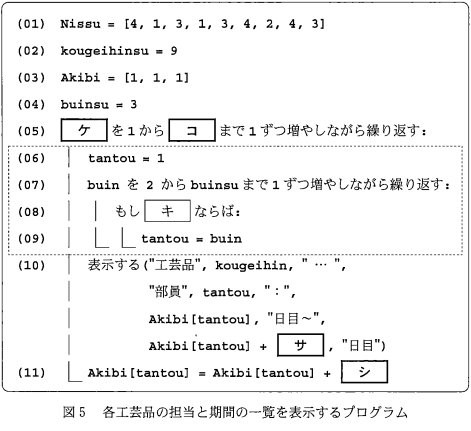 (01) Nissu = [4, 1, 3, 1, 3, 4, 2, 4, 3]
(02) kougeihinsu = 9
(03) Akibi = [1, 1, 1]
(04) buinsu = 3
(05) ケ を1から コ まで1ずつ増やしながら繰り返す:
(06) tantou = 1
(07) buin を 2 から buinsu まで1ずつ増やしながら繰り返す:
(08) もし キ ならば:
(09) tantou = buin
(10) 表示する("工芸品", kougeihin, " … ",
"部員", tantou, ":",
Akibi[tantou], "日目~",
Akibi[tantou] + サ , "日目")
(11) Akibi[tantou] = Akibi[tantou] + シ
図5 各工芸品の担当と期間の一覧を表示するプログラム